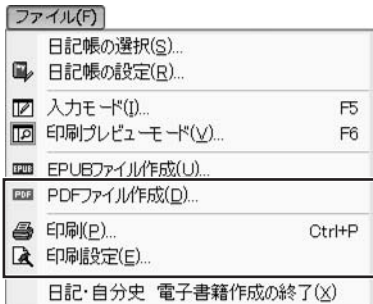 ファイル(F)
日記帳の選択(S)...
日記帳の設定(R)...
入力モード(I)... F5
印刷プレビューモード(V)... F6
EPUB EPUBファイル作成(U)...
PDF PDFファイル作成(D)...
印刷(P)... Ctrl+P
印刷設定(E)...
日記・自分史 電子書籍作成の終了(X)